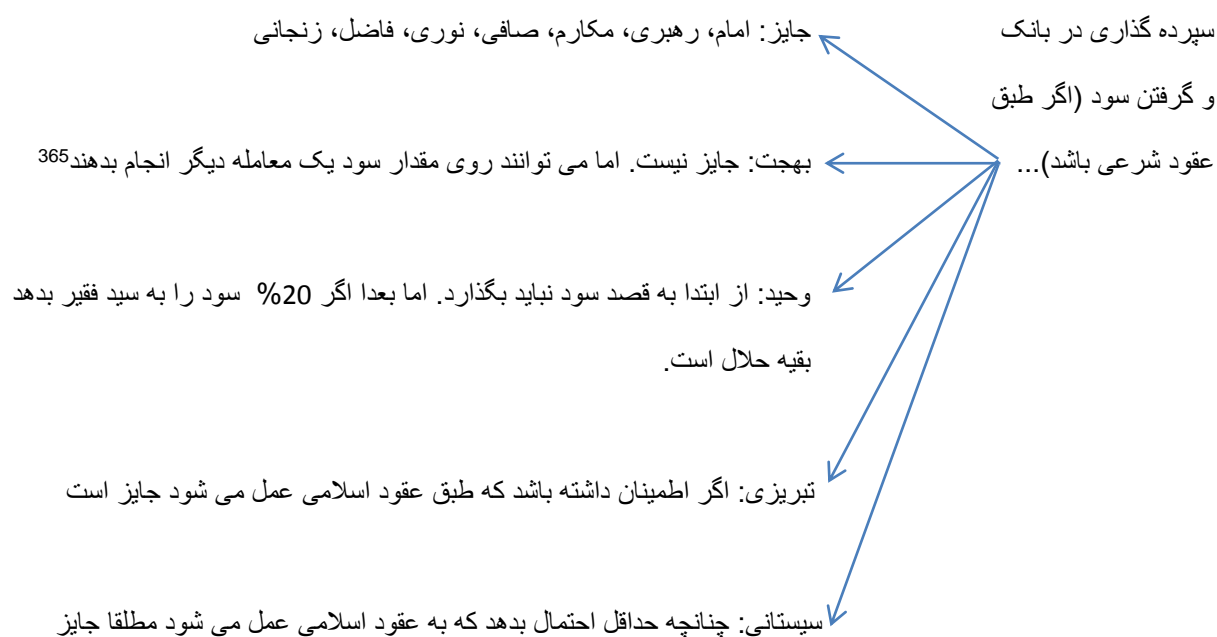 سپرده گذاری در بانک
و گرفتن سود (اگر طبق
عقود شرعی باشد)...
جایز: امام، رهبری، مکارم، صافی، نوری، فاضل، زنجانی
بهجت: جایز نیست. اما می توانند روی مقدار سود یک معامله دیگر انجام بدهند365
وحید: از ابتدا به قصد سود نباید بگذارد. اما بعدا اگر 20% سود را به سید فقیر بدهد
بقیه حلال است.
تبریزی: اگر اطمینان داشته باشد که طبق عقود اسلامی عمل می شود جایز است
سیستانی: چنانچه حداقل احتمال بدهد که به عقود اسلامی عمل می شود مطلقا جایز